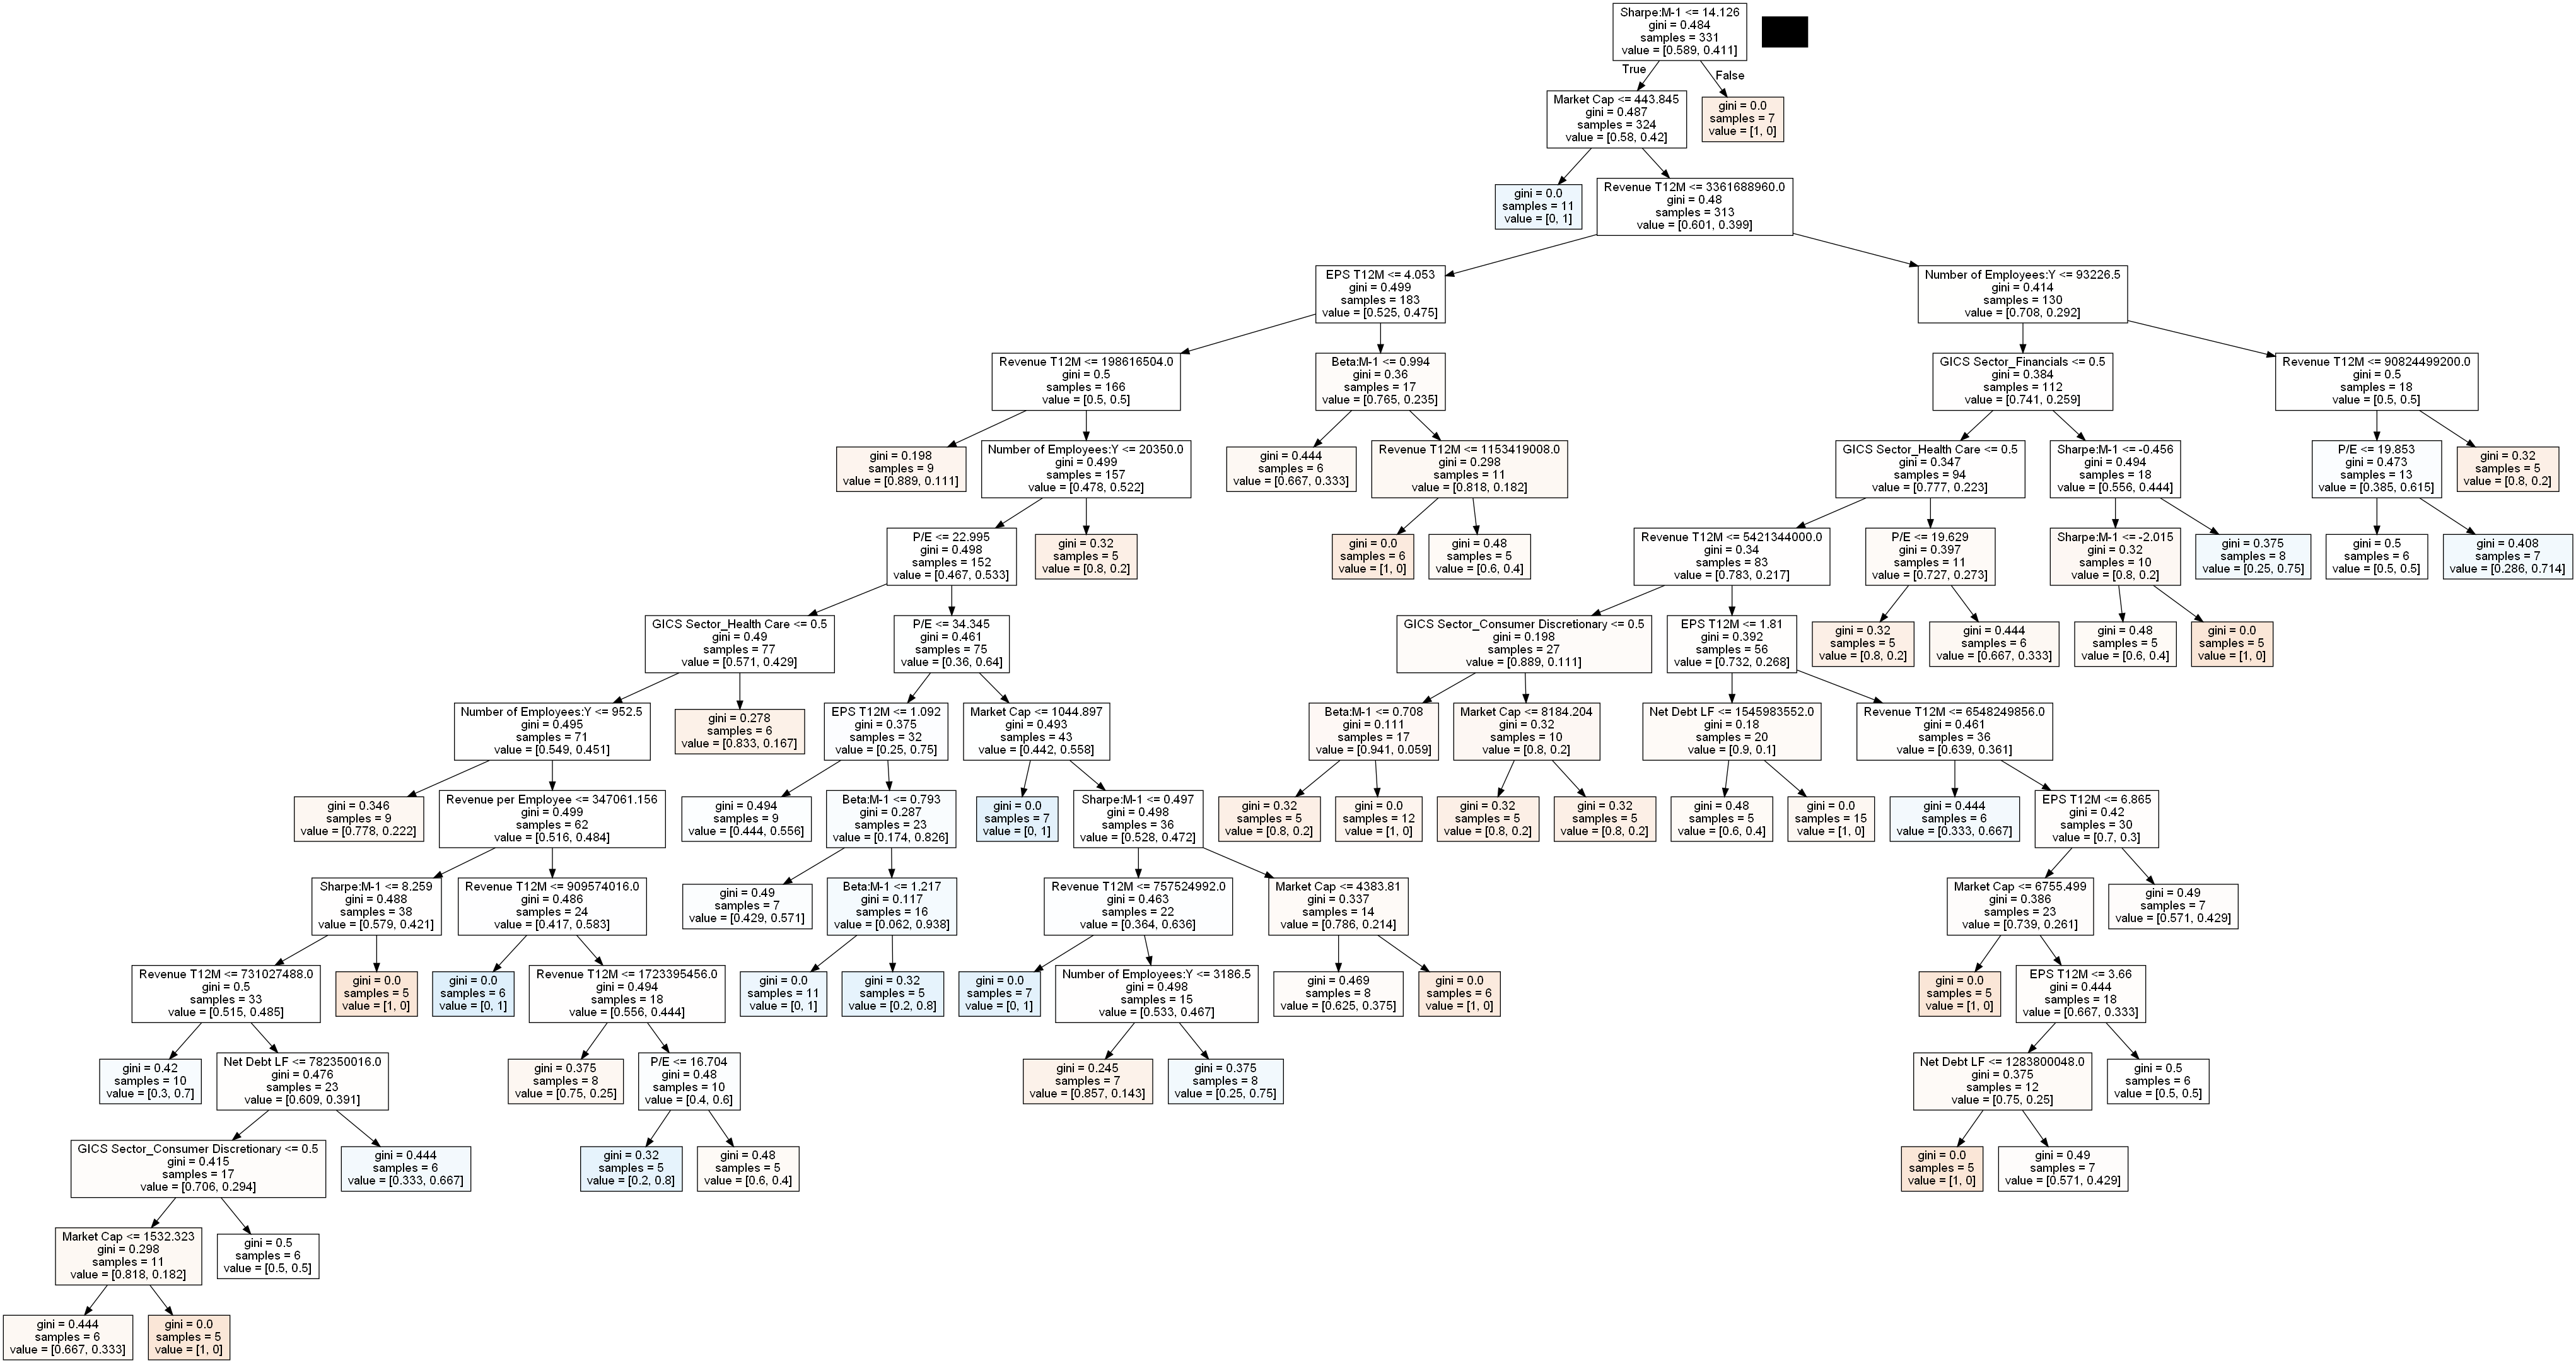 Sharpe:M-1 <= 14.126
gini = 0.484
samples = 331
value = [0.589, 0.411]
True
False
Market Cap <= 443.845
gini = 0.487
samples = 324
value = [0.58, 0.42]
gini = 0.0
samples = 7
value = [1, 0]
gini = 0.0
samples = 11
value = [0, 1]
Revenue T12M <= 3361688960.0
gini = 0.48
samples = 313
value = [0.601, 0.399]
EPS T12M <= 4.053
gini = 0.499
samples = 183
value = [0.525, 0.475]
Number of Employees:Y <= 93226.5
gini = 0.414
samples = 130
value = [0.708, 0.292]
Revenue T12M <= 198616504.0
gini = 0.5
samples = 166
value = [0.5, 0.5]
Beta:M-1 <= 0.994
gini = 0.36
samples = 17
value = [0.765, 0.235]
GICS Sector_Financials <= 0.5
gini = 0.384
samples = 112
value = [0.741, 0.259]
Revenue T12M <= 90824499200.0
gini = 0.5
samples = 18
value = [0.5, 0.5]
gini = 0.198
samples = 9
value = [0.889, 0.111]
Number of Employees:Y <= 20350.0
gini = 0.499
samples = 157
value = [0.478, 0.522]
gini = 0.444
samples = 6
value = [0.667, 0.333]
Revenue T12M <= 1153419008.0
gini = 0.298
samples = 11
value = [0.818, 0.182]
GICS Sector_Health Care <= 0.5
gini = 0.347
samples = 94
value = [0.777, 0.223]
Sharpe:M-1 <= -0.456
gini = 0.494
samples = 18
value = [0.556, 0.444]
P/E <= 19.853
gini = 0.473
samples = 13
value = [0.385, 0.615]
gini = 0.32
samples = 5
value = [0.8, 0.2]
P/E <= 22.995
gini = 0.498
samples = 152
value = [0.467, 0.533]
gini = 0.32
samples = 5
value = [0.8, 0.2]
gini = 0.0
samples = 6
value = [1, 0]
gini = 0.48
samples = 5
value = [0.6, 0.4]
Revenue T12M <= 5421344000.0
gini = 0.34
samples = 83
value = [0.783, 0.217]
P/E <= 19.629
gini = 0.397
samples = 11
value = [0.727, 0.273]
Sharpe:M-1 <= -2.015
gini = 0.32
samples = 10
value = [0.8, 0.2]
gini = 0.375
samples = 8
value = [0.25, 0.75]
gini = 0.5
samples = 6
value = [0.5, 0.5]
gini = 0.408
samples = 7
value = [0.286, 0.714]
GICS Sector_Health Care <= 0.5
gini = 0.49
samples = 77
value = [0.571, 0.429]
P/E <= 34.345
gini = 0.461
samples = 75
value = [0.36, 0.64]
GICS Sector_Consumer Discretionary <= 0.5
gini = 0.198
samples = 27
value = [0.889, 0.111]
EPS T12M <= 1.81
gini = 0.392
samples = 56
value = [0.732, 0.268]
gini = 0.32
samples = 5
value = [0.8, 0.2]
gini = 0.444
samples = 6
value = [0.667, 0.333]
gini = 0.48
samples = 5
value = [0.6, 0.4]
gini = 0.0
samples = 5
value = [1, 0]
Number of Employees:Y <= 952.5
gini = 0.495
samples = 71
value = [0.549, 0.451]
gini = 0.278
samples = 6
value = [0.833, 0.167]
EPS T12M <= 1.092
gini = 0.375
samples = 32
value = [0.25, 0.75]
Market Cap <= 1044.897
gini = 0.493
samples = 43
value = [0.442, 0.558]
Beta:M-1 <= 0.708
gini = 0.111
samples = 17
value = [0.941, 0.059]
Market Cap <= 8184.204
gini = 0.32
samples = 10
value = [0.8, 0.2]
Net Debt LF <= 1545983552.0
gini = 0.18
samples = 20
value = [0.9, 0.1]
Revenue T12M <= 6548249856.0
gini = 0.461
samples = 36
value = [0.639, 0.361]
gini = 0.346
samples = 9
value = [0.778, 0.222]
Revenue per Employee <= 347061.156
gini = 0.499
samples = 62
value = [0.516, 0.484]
gini = 0.494
samples = 9
value = [0.444, 0.556]
Beta:M-1 <= 0.793
gini = 0.287
samples = 23
value = [0.174, 0.826]
gini = 0.0
samples = 7
value = [0, 1]
Sharpe:M-1 <= 0.497
gini = 0.498
samples = 36
value = [0.528, 0.472]
gini = 0.32
samples = 5
value = [0.8, 0.2]
gini = 0.0
samples = 12
value = [1, 0]
gini = 0.32
samples = 5
value = [0.8, 0.2]
gini = 0.32
samples = 5
value = [0.8, 0.2]
gini = 0.48
samples = 5
value = [0.6, 0.4]
gini = 0.0
samples = 15
value = [1, 0]
gini = 0.444
samples = 6
value = [0.333, 0.667]
EPS T12M <= 6.865
gini = 0.42
samples = 30
value = [0.7, 0.3]
Sharpe:M-1 <= 8.259
gini = 0.488
samples = 38
value = [0.579, 0.421]
Revenue T12M <= 909574016.0
gini = 0.486
samples = 24
value = [0.417, 0.583]
gini = 0.49
samples = 7
value = [0.429, 0.571]
Beta:M-1 <= 1.217
gini = 0.117
samples = 16
value = [0.062, 0.938]
Revenue T12M <= 757524992.0
gini = 0.463
samples = 22
value = [0.364, 0.636]
Market Cap <= 4383.81
gini = 0.337
samples = 14
value = [0.786, 0.214]
Market Cap <= 6755.499
gini = 0.386
samples = 23
value = [0.739, 0.261]
gini = 0.49
samples = 7
value = [0.571, 0.429]
Revenue T12M <= 731027488.0
gini = 0.5
samples = 33
value = [0.515, 0.485]
gini = 0.0
samples = 5
value = [1, 0]
gini = 0.0
samples = 6
value = [0, 1]
Revenue T12M <= 1723395456.0
gini = 0.494
samples = 18
value = [0.556, 0.444]
gini = 0.0
samples = 11
value = [0, 1]
gini = 0.32
samples = 5
value = [0.2, 0.8]
gini = 0.0
samples = 7
value = [0, 1]
Number of Employees:Y <= 3186.5
gini = 0.498
samples = 15
value = [0.533, 0.467]
gini = 0.469
samples = 8
value = [0.625, 0.375]
gini = 0.0
samples = 6
value = [1, 0]
gini = 0.0
samples = 5
value = [1, 0]
EPS T12M <= 3.66
gini = 0.444
samples = 18
value = [0.667, 0.333]
gini = 0.42
samples = 10
value = [0.3, 0.7]
Net Debt LF <= 782350016.0
gini = 0.476
samples = 23
value = [0.609, 0.391]
gini = 0.375
samples = 8
value = [0.75, 0.25]
P/E <= 16.704
gini = 0.48
samples = 10
value = [0.4, 0.6]
gini = 0.245
samples = 7
value = [0.857, 0.143]
gini = 0.375
samples = 8
value = [0.25, 0.75]
Net Debt LF <= 1283800048.0
gini = 0.375
samples = 12
value = [0.75, 0.25]
gini = 0.5
samples = 6
value = [0.5, 0.5]
GICS Sector_Consumer Discretionary <= 0.5
gini = 0.415
samples = 17
value = [0.706, 0.294]
gini = 0.444
samples = 6
value = [0.333, 0.667]
gini = 0.32
samples = 5
value = [0.2, 0.8]
gini = 0.48
samples = 5
value = [0.6, 0.4]
gini = 0.0
samples = 5
value = [1, 0]
gini = 0.49
samples = 7
value = [0.571, 0.429]
Market Cap <= 1532.323
gini = 0.298
samples = 11
value = [0.818, 0.182]
gini = 0.5
samples = 6
value = [0.5, 0.5]
gini = 0.444
samples = 6
value = [0.667, 0.333]
gini = 0.0
samples = 5
value = [1, 0]